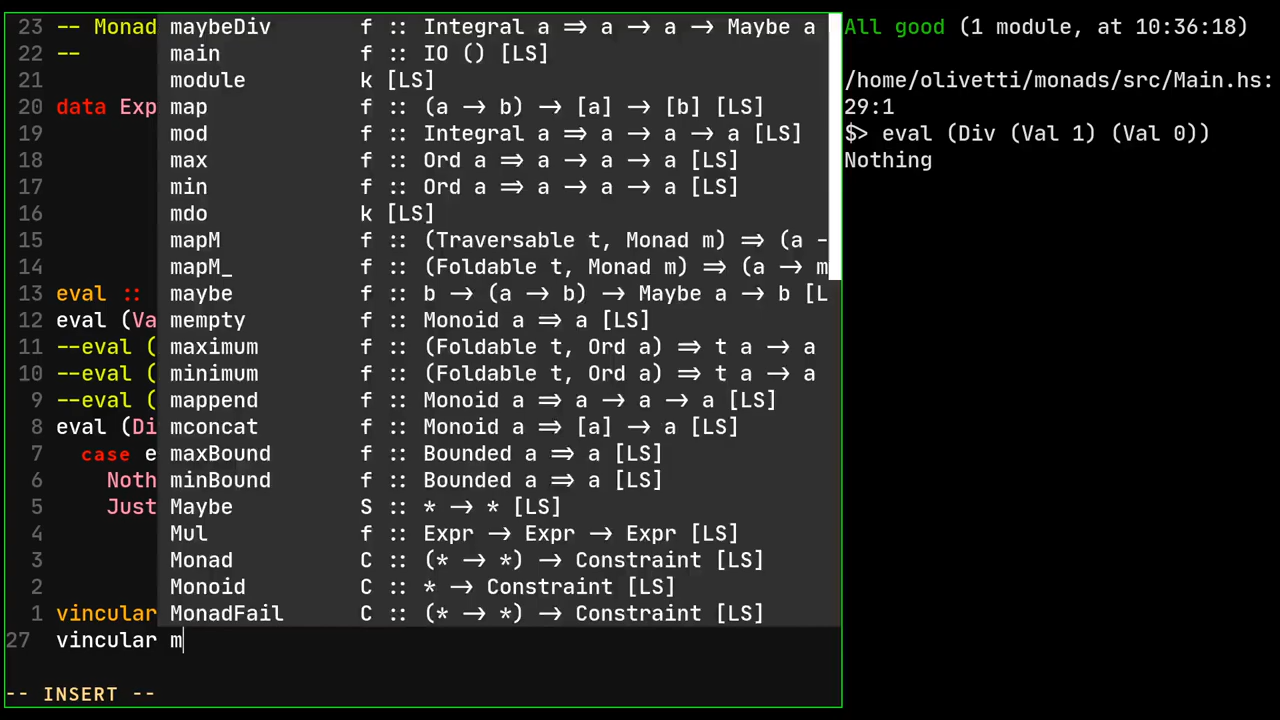 23 -- Monad maybeDiv f :: Integral a => a -> a -> Maybe a
22 -- main f :: IO () [LS]
21 module k [LS]
20 data Exp map f :: (a -> b) -> [a] -> [b] [LS]
19 mod f :: Integral a => a -> a -> a [LS]
18 max f :: Ord a => a -> a -> a [LS]
17 min f :: Ord a => a -> a -> a [LS]
16 mdo k [LS]
15 mapM f :: (Traversable t, Monad m) => (a -
14 mapM_ f :: (Foldable t, Monad m) => (a -> m
13 eval :: maybe f :: b -> (a -> b) -> Maybe a -> b [L
12 eval (Va mempty f :: Monoid a => a [LS]
11 --eval ( maximum f :: (Foldable t, Ord a) => t a -> a
10 --eval ( minimum f :: (Foldable t, Ord a) => t a -> a
9 --eval ( mappend f :: Monoid a => a -> a -> a [LS]
8 eval (Di mconcat f :: Monoid a => [a] -> a [LS]
7 case e maxBound f :: Bounded a => a [LS]
6 Noth minBound f :: Bounded a => a [LS]
5 Just Maybe S :: * -> * [LS]
4 Mul f :: Expr -> Expr -> Expr [LS]
3 Monad C :: (* -> *) -> Constraint [LS]
2 Monoid C :: * -> Constraint [LS]
1 vincular MonadFail C :: (* -> *) -> Constraint [LS]
27 vincular m
-- INSERT --
All good (1 module, at 10:36:18)
/home/olivetti/monads/src/Main.hs:
29:1
$> eval (Div (Val 1) (Val 0))
Nothing